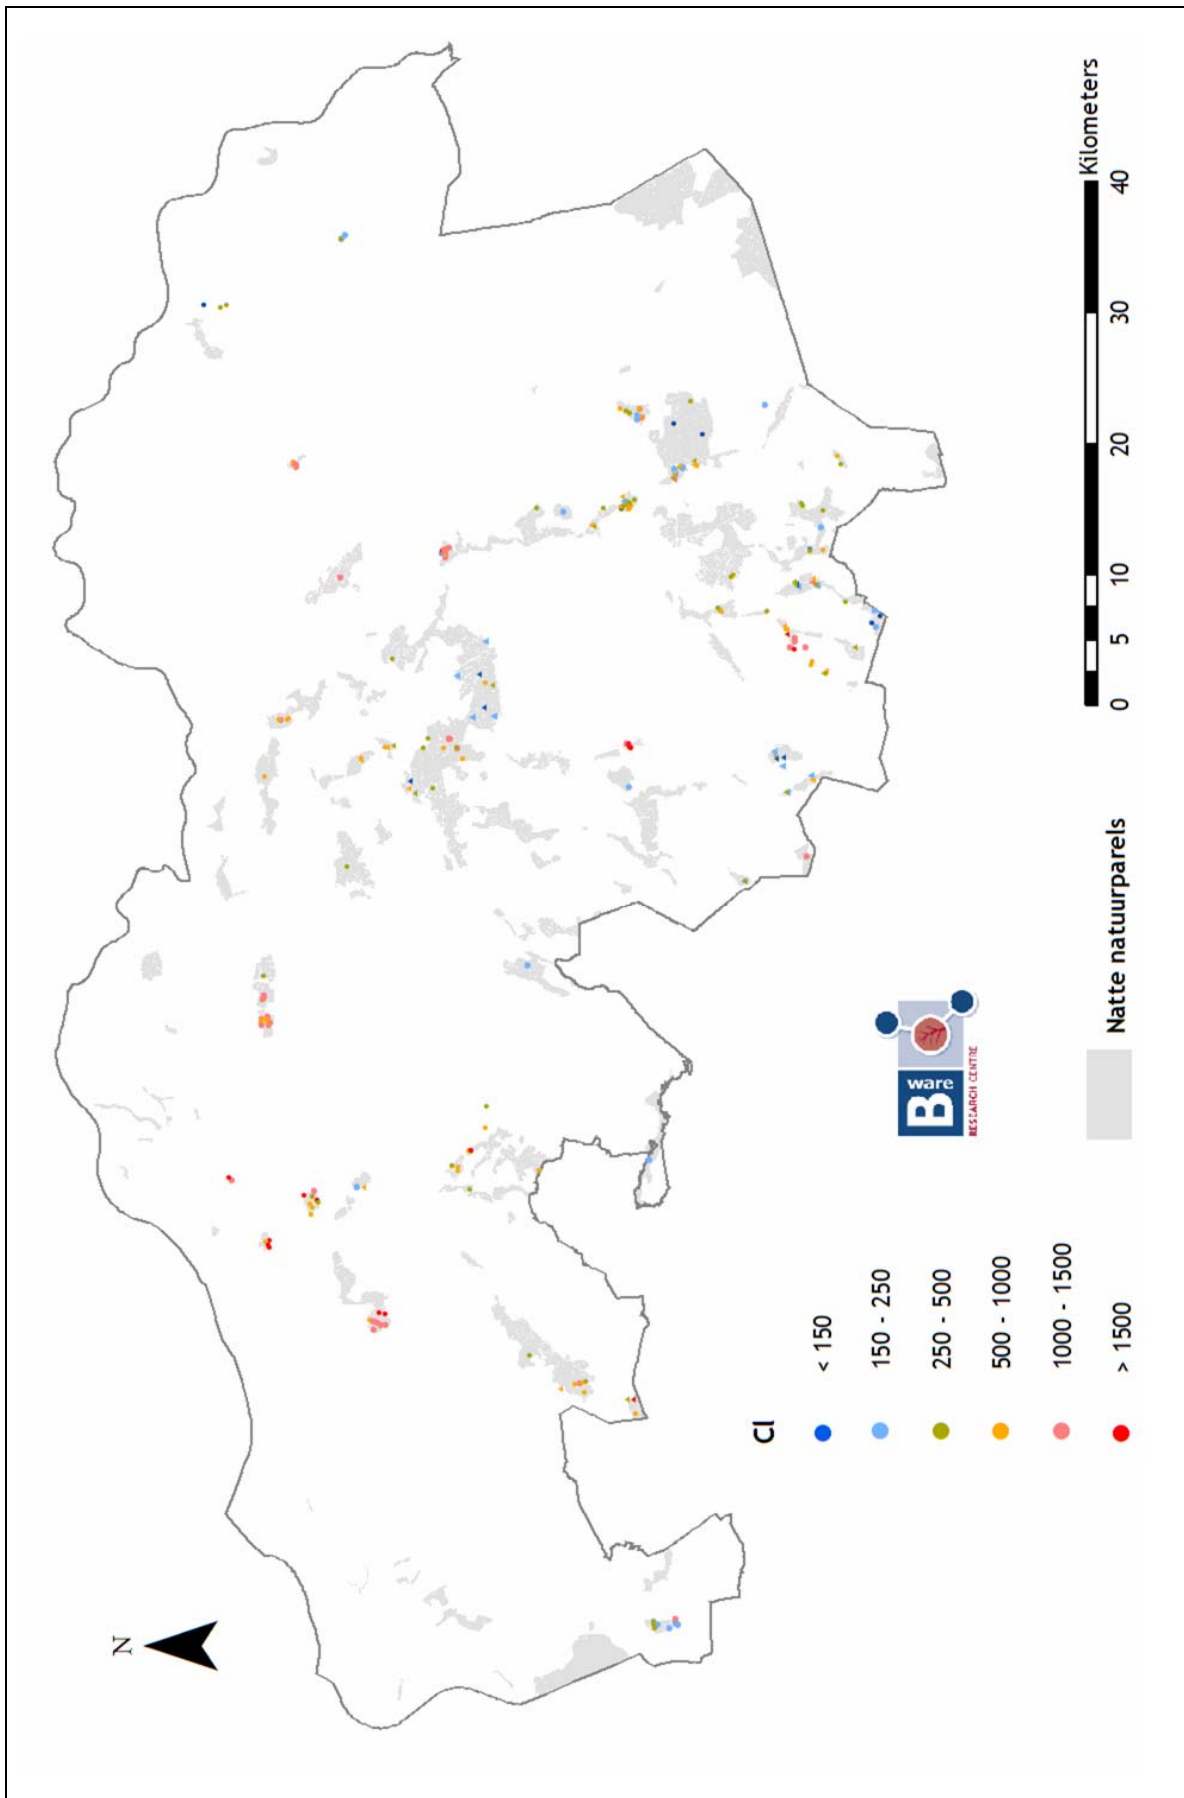 N
Cl
< 150
150 - 250
250 - 500
500 - 1000
1000 - 1500
> 1500
B ware
RESEARCH CENTRE
Natte natuurparels
0 5 10 20 30 40
Kilometers